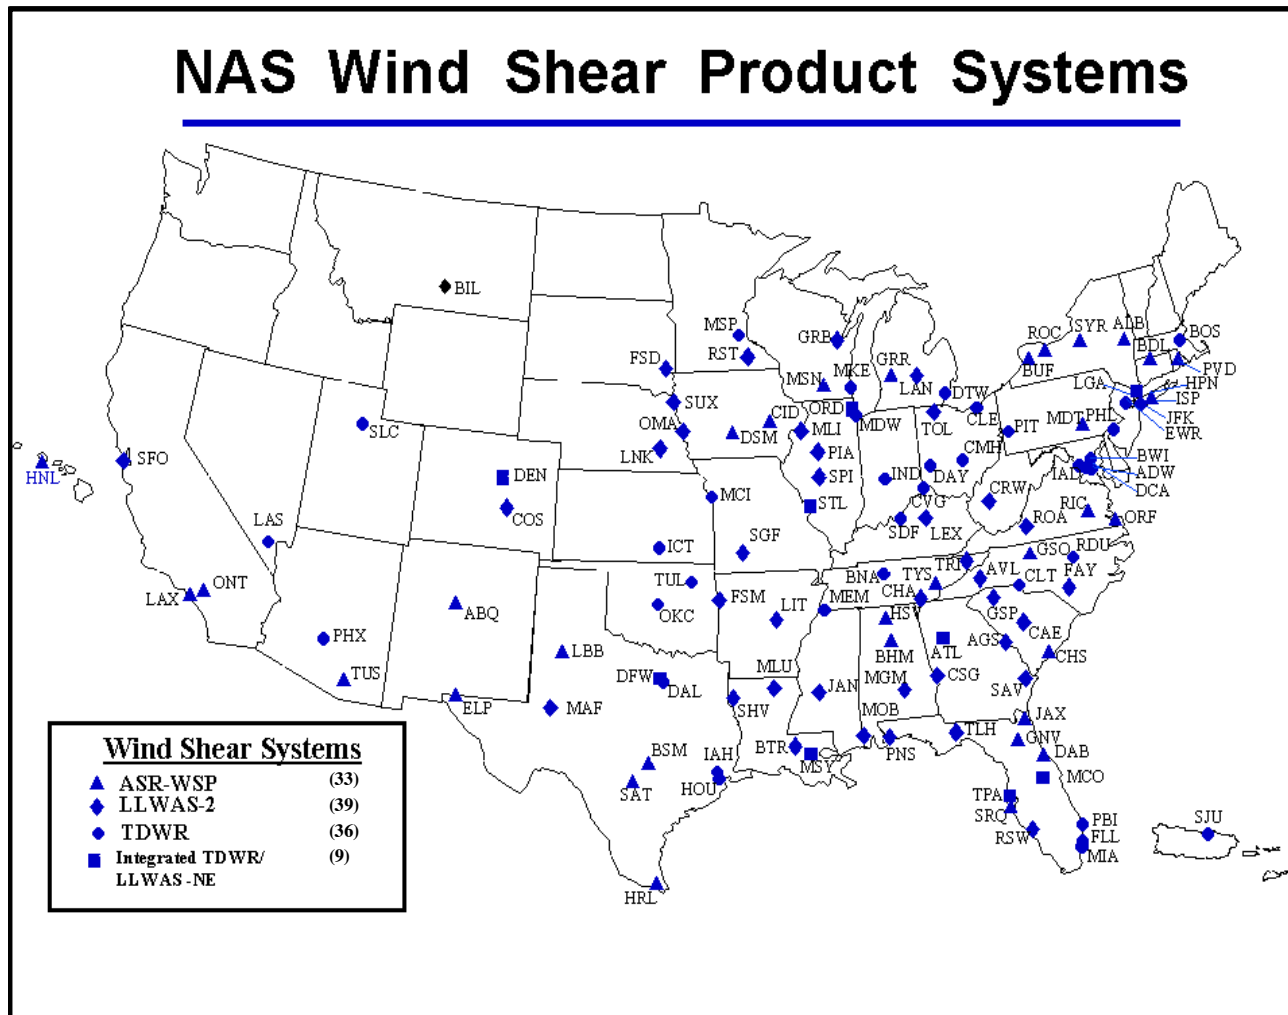 NAS Wind Shear Product Systems
BIL
MSP
RST
GRB
ROC
SYR
ALB
BOS
BDL
BUF
PVD
FSD
MSN
MKE
GRR
LAN
DTW
LGA
HPN
ISP
JFK
EWR
SUX
ORD
MDW
TOL
CLE
PIT
MDT
PHL
SLC
OMA
DSM
CID
MLI
CMH
BWI
ADW
DCA
IAD
SFO
HNL
DEN
LNK
PIA
SPI
IND
DAY
CRW
COS
MCI
STL
CVG
RIC
ORF
LAS
SDF
LEX
ROA
ICT
SGF
BNA
TYS
TRI
GSO
RDU
ONT
LAX
TUL
OKC
FSM
LIT
MEM
CHA
AVL
CLT
FAY
ABQ
HSV
GSP
PHX
LBB
BHM
ATL
AGS
CAE
CHS
TUS
MLU
DFW
DAL
JAN
MGM
CSG
SAV
ELP
MAF
SHV
MOB
JAX
BTR
MSY
PNS
TLH
GNV
DAB
BSM
IAH
MCO
SAT
HOU
TPA
SRQ
RSW
PBI
FLL
MIA
SJU
HRL
Wind Shear Systems
ASR-WSP (33)
LLWAS-2 (39)
TDWR (36)
Integrated TDWR/ (9)
LLWAS-NE